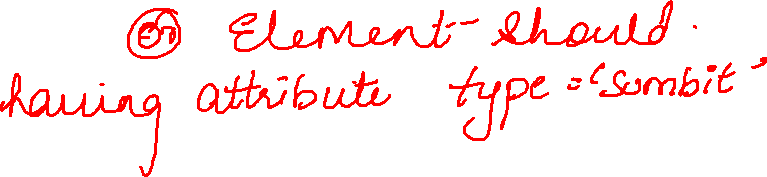 Element should.
having attribute type='sumbit'